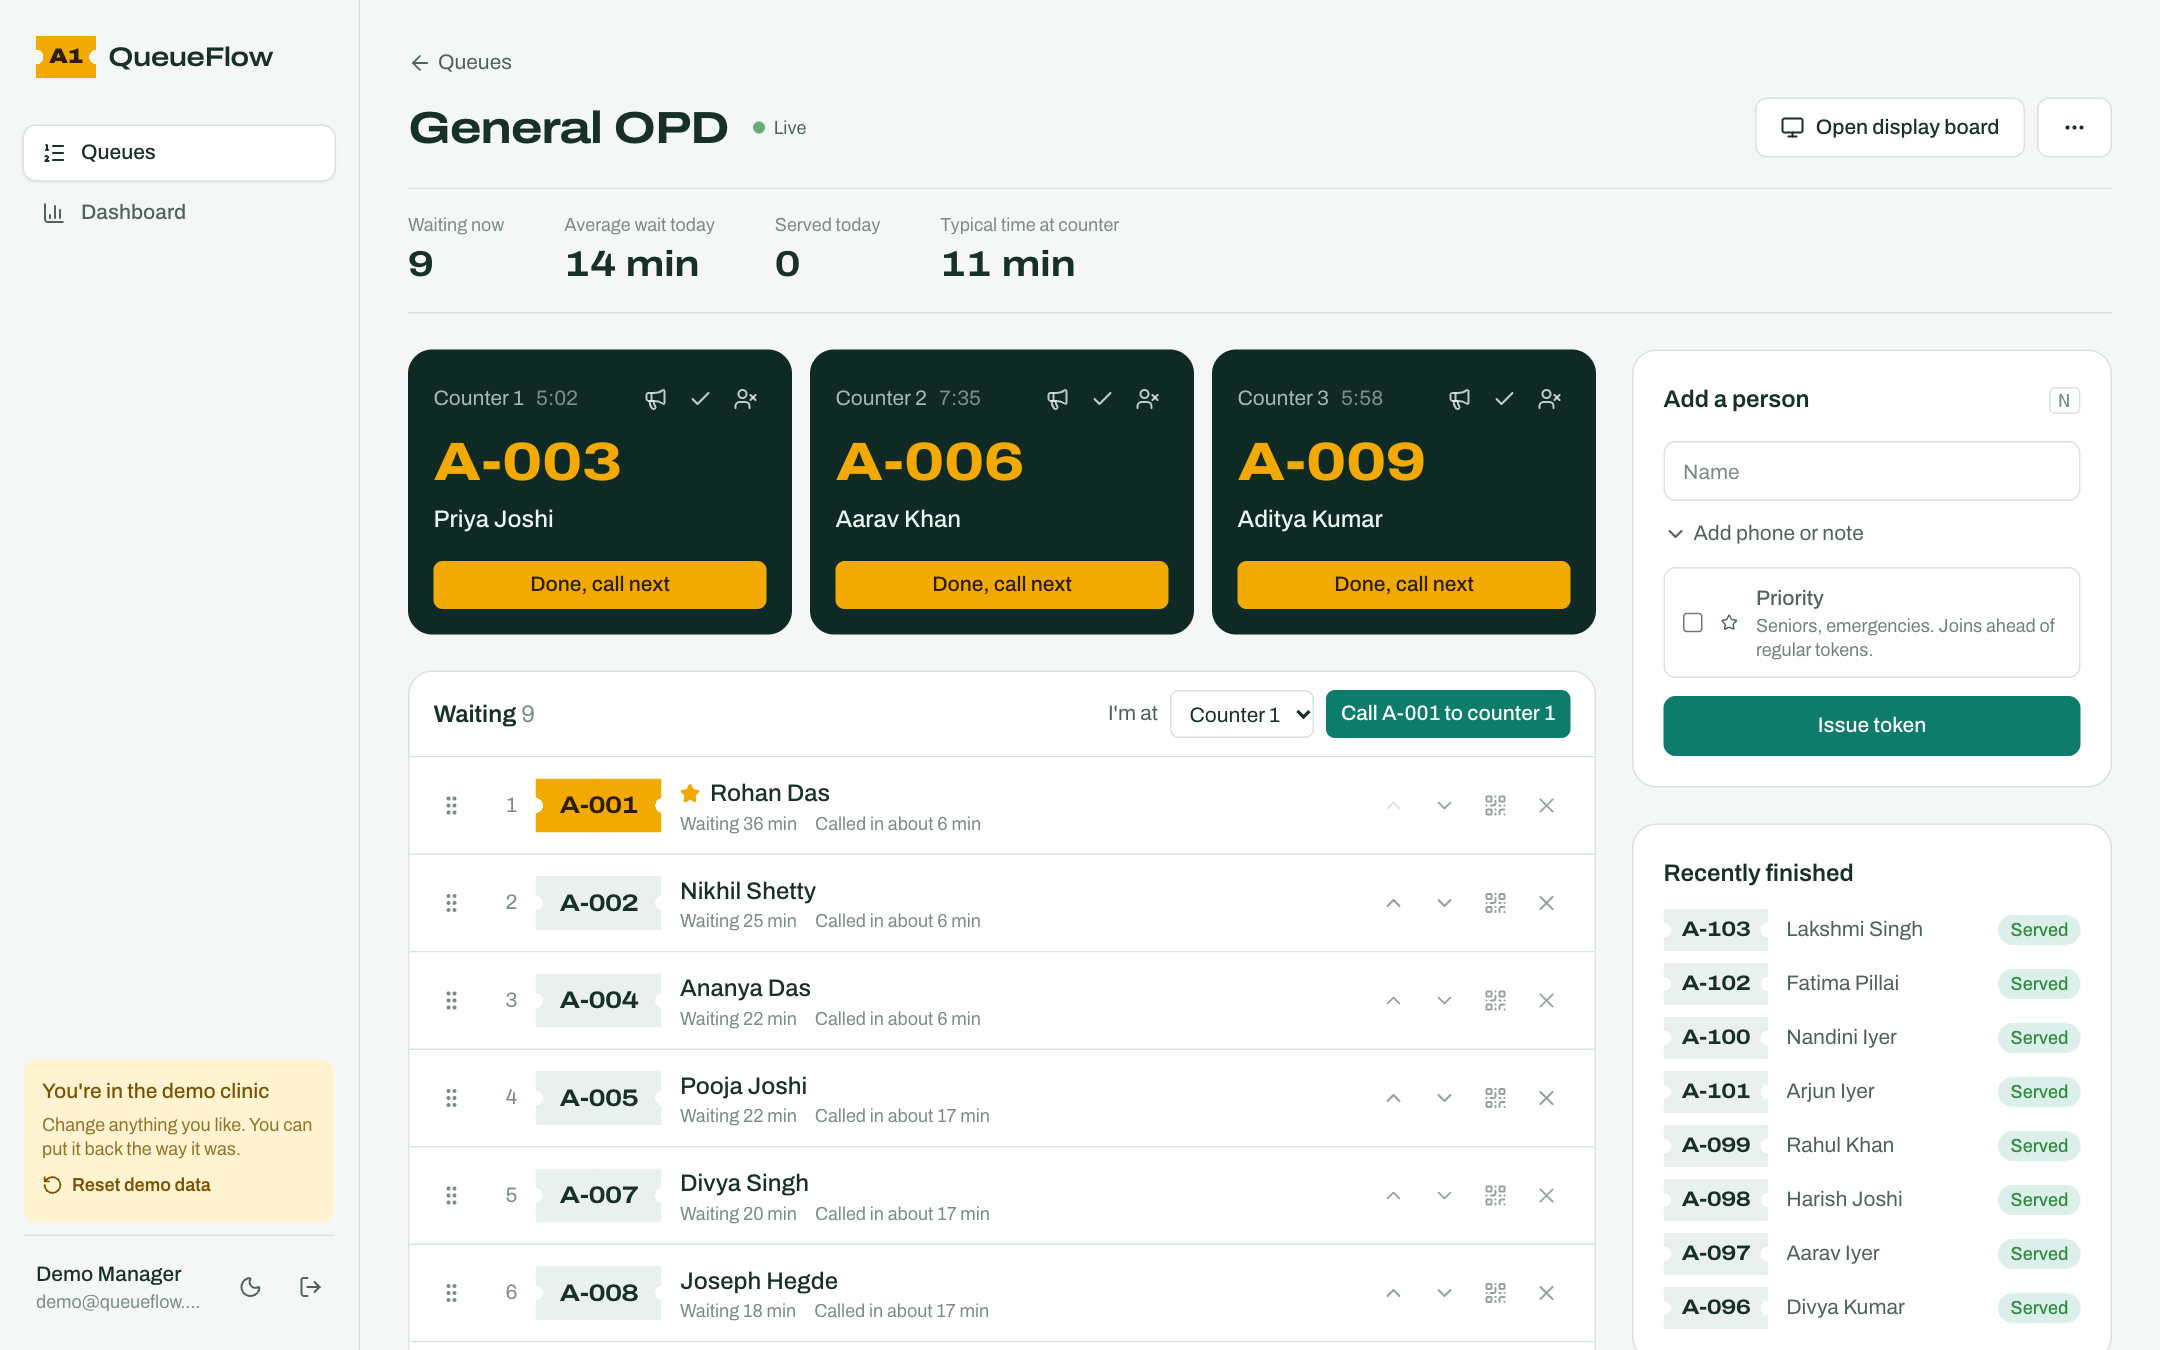 A1 QueueFlow
Queues
Dashboard
You're in the demo clinic
Change anything you like. You can
put it back the way it was.
Reset demo data
Demo Manager
demo@queueflow....
Queues
General OPD
Live
Open display board
Waiting now
9
Average wait today
14 min
Served today
0
Typical time at counter
11 min
Counter 1 5:02
A-003
Priya Joshi
Done, call next
Counter 2 7:35
A-006
Aarav Khan
Done, call next
Counter 3 5:58
A-009
Aditya Kumar
Done, call next
Waiting 9
I'm at
Counter 1
Call A-001 to counter 1
1 A-001 Rohan Das
Waiting 36 min Called in about 6 min
2 A-002 Nikhil Shetty
Waiting 25 min Called in about 6 min
3 A-004 Ananya Das
Waiting 22 min Called in about 6 min
4 A-005 Pooja Joshi
Waiting 22 min Called in about 17 min
5 A-007 Divya Singh
Waiting 20 min Called in about 17 min
6 A-008 Joseph Hegde
Waiting 18 min Called in about 17 min
Add a person
N
Name
Add phone or note
Priority
Seniors, emergencies. Joins ahead of
regular tokens.
Issue token
Recently finished
A-103 Lakshmi Singh Served
A-102 Fatima Pillai Served
A-100 Nandini Iyer Served
A-101 Arjun Iyer Served
A-099 Rahul Khan Served
A-098 Harish Joshi Served
A-097 Aarav Iyer Served
A-096 Divya Kumar Served